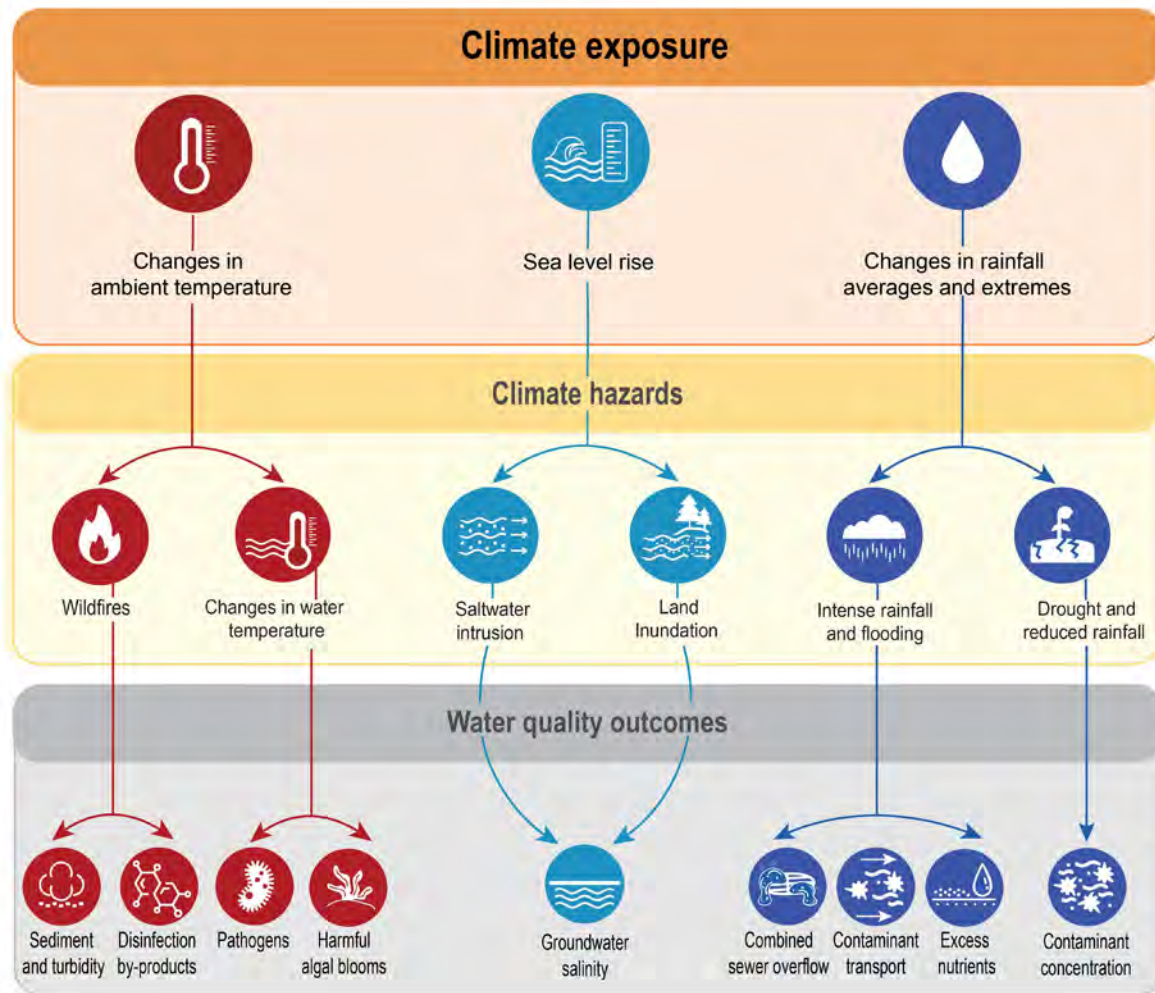 Climate exposure
Changes in
ambient temperature
Sea level rise
Changes in rainfall
averages and extremes
Climate hazards
Wildfires
Changes in water
temperature
Saltwater
intrusion
Land
Inundation
Intense rainfall
and flooding
Drought and
reduced rainfall
Water quality outcomes
Sediment
and turbidity
Disinfection
by-products
Pathogens
Harmful
algal blooms
Groundwater
salinity
Combined
sewer overflow
Contaminant
transport
Excess
nutrients
Contaminant
concentration